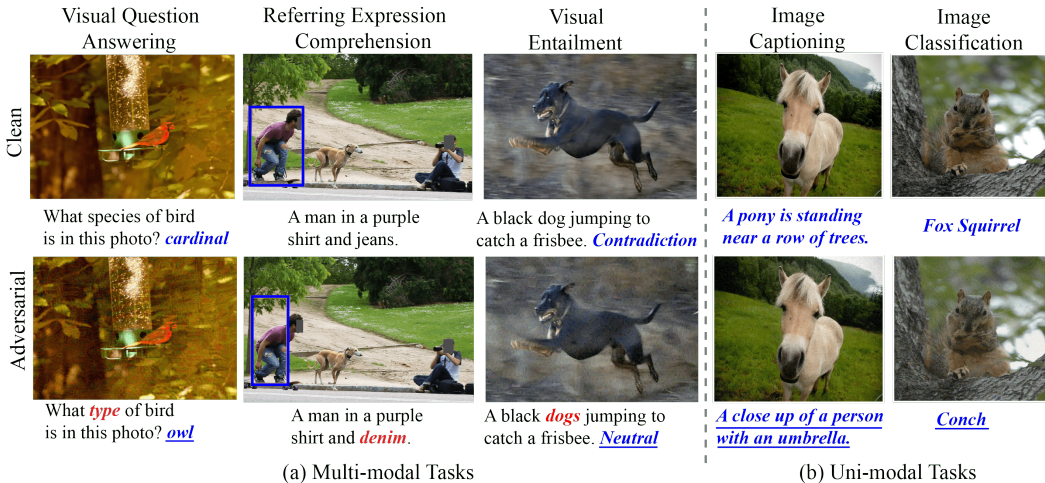 Visual Question
Answering
Referring Expression
Comprehension
Visual
Entailment
Image
Captioning
Image
Classification
Clean
What species of bird
is in this photo? cardinal
A man in a purple
shirt and jeans.
A black dog jumping to
catch a frisbee. Contradiction
A pony is standing
near a row of trees.
Fox Squirrel
Adversarial
What type of bird
is in this photo? owl
A man in a purple
shirt and denim.
A black dogs jumping to
catch a frisbee. Neutral
A close up of a person
with an umbrella.
Conch
(a) Multi-modal Tasks
(b) Uni-modal Tasks